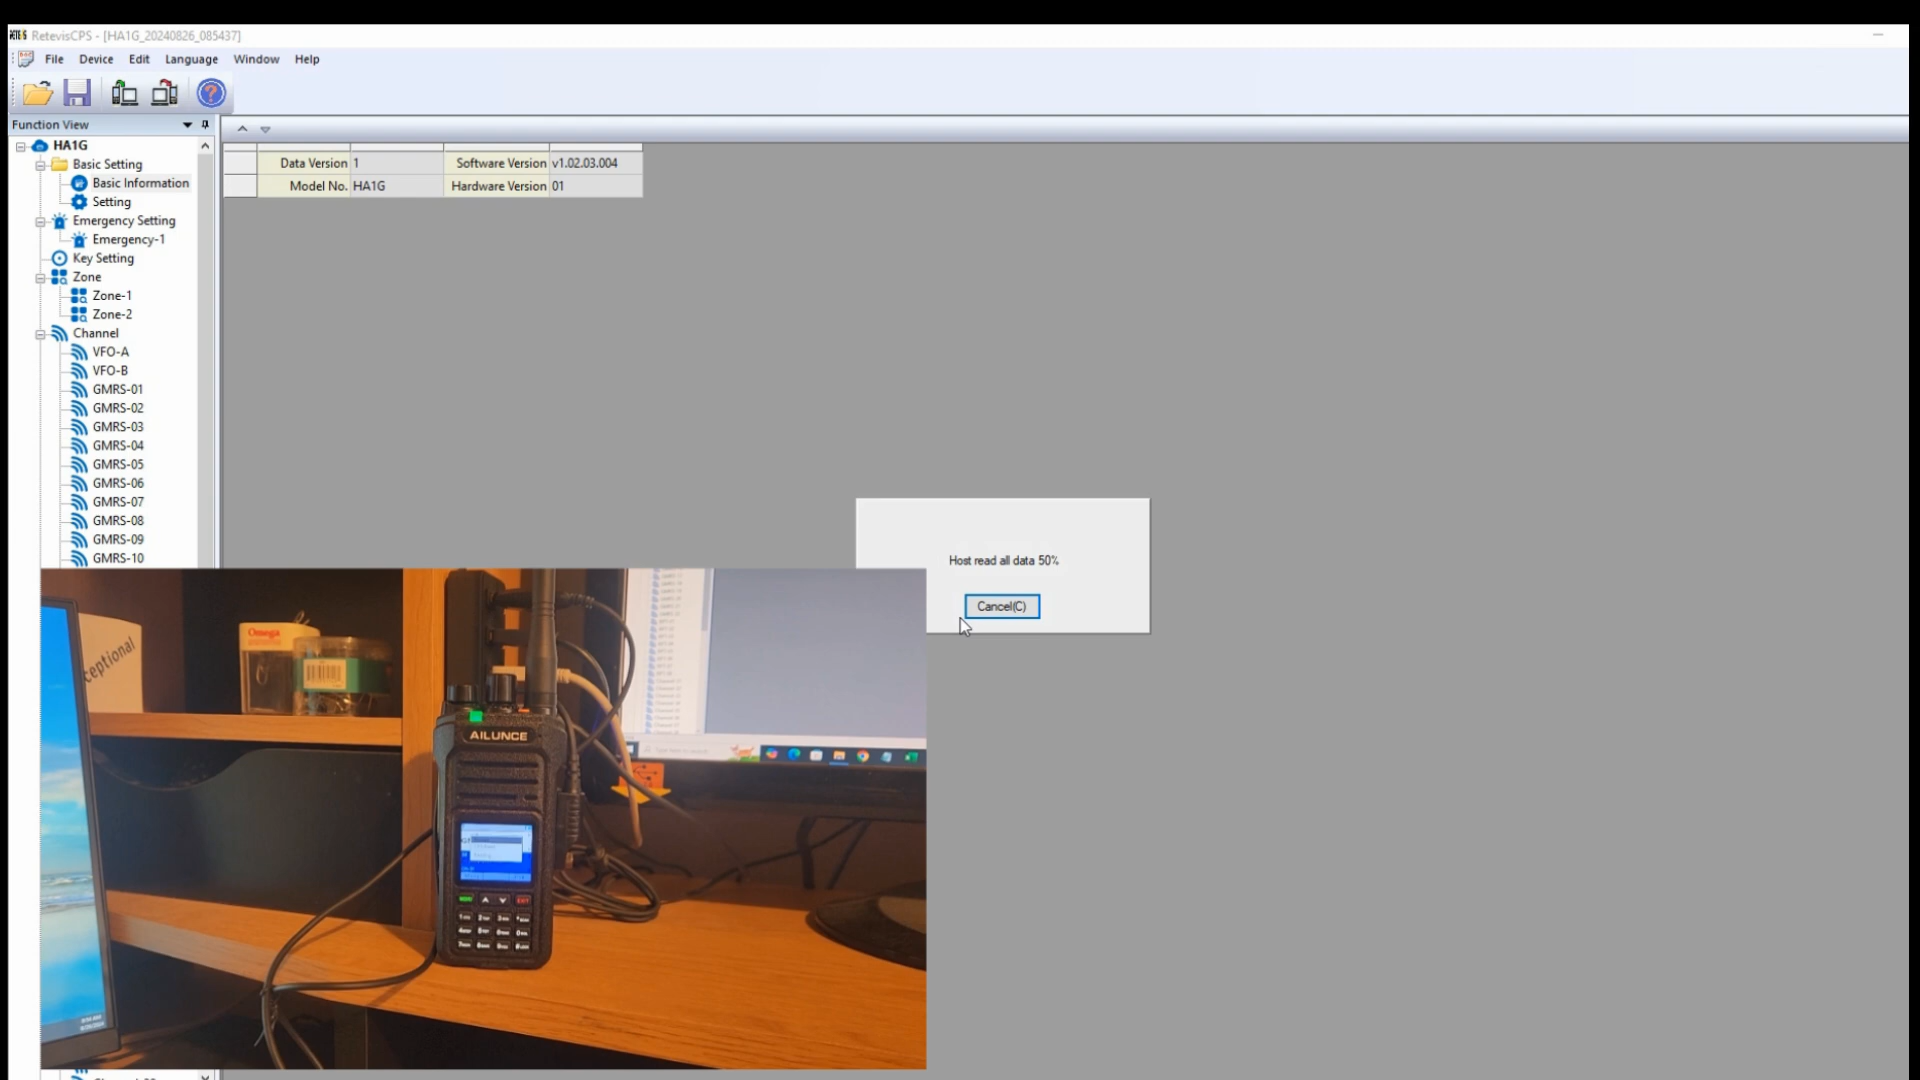 RetevisCPS - [HA1G_20240826_085437]
File Device Edit Language Window Help
Function View
HA1G
Basic Setting
Basic Information
Setting
Emergency Setting
Emergency-1
Key Setting
Zone
Zone-1
Zone-2
Channel
VFO-A
VFO-B
GMRS-01
GMRS-02
GMRS-03
GMRS-04
GMRS-05
GMRS-06
GMRS-07
GMRS-08
GMRS-09
GMRS-10
Data Version 1 Software Version v1.02.03.004
Model No. HA1G Hardware Version 01
Host read all data 50%
Cancel(C)
ceptional
Omega
AILUNCE